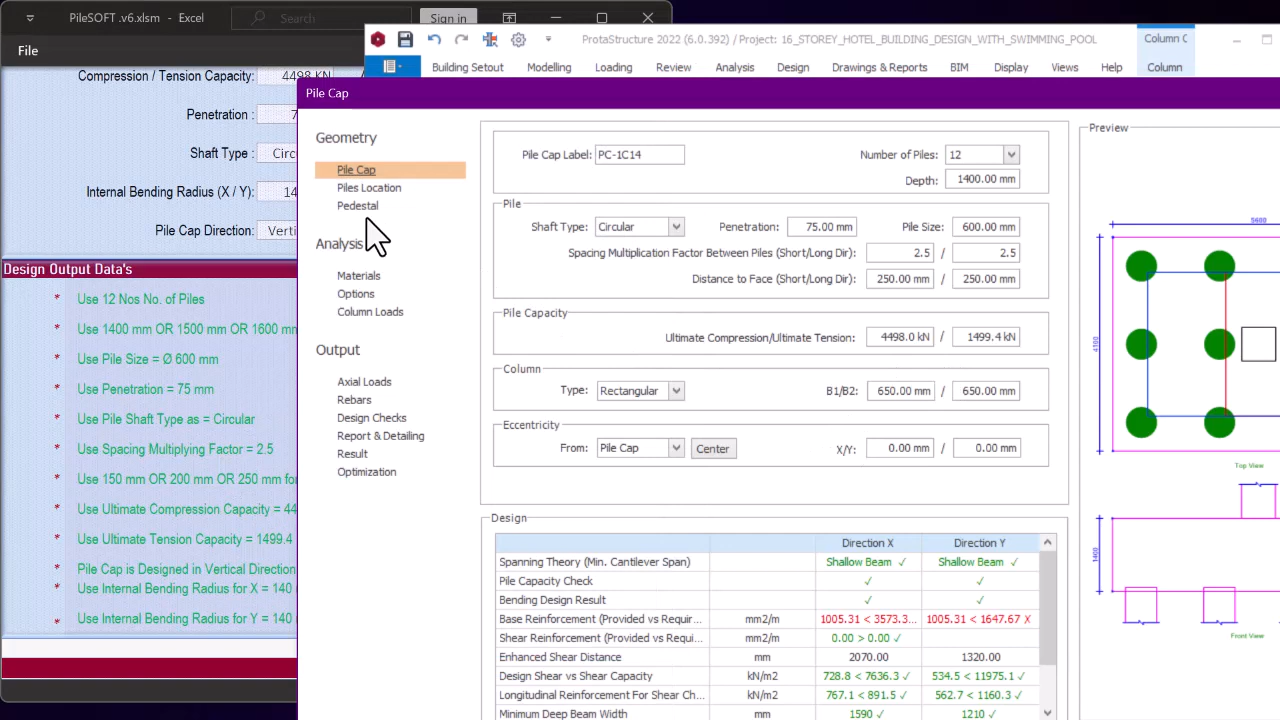 PileSOFT .v6.xlsm - Excel
Search
Sign in
File
Compression / Tension Capacity:
4498 KN
Penetration :
7
Shaft Type :
Circ
Internal Bending Radius (X / Y):
14
Pile Cap Direction:
Verti
Design Output Data's
* Use 12 Nos No. of Piles
* Use 1400 mm OR 1500 mm OR 1600 mm
* Use Pile Size = Ø 600 mm
* Use Penetration = 75 mm
* Use Pile Shaft Type as = Circular
* Use Spacing Multiplying Factor = 2.5
* Use 150 mm OR 200 mm OR 250 mm for
* Use Ultimate Compression Capacity = 44
* Use Ultimate Tension Capacity = 1499.4
* Pile Cap is Designed in Vertical Direction
* Use Internal Bending Radius for X = 140
* Use Internal Bending Radius for Y = 140
ProtaStructure 2022 (6.0.392) / Project: 16_STOREY_HOTEL_BUILDING_DESIGN_WITH_SWIMMING_POOL
Column C
Building Setout Modelling Loading Review Analysis Design Drawings & Reports BIM Display Views Help Column
Pile Cap
Geometry
Pile Cap
Piles Location
Pedestal
Analysis
Materials
Options
Column Loads
Output
Axial Loads
Rebars
Design Checks
Report & Detailing
Result
Optimization
Pile Cap Label: PC-1C14
Number of Piles: 12
Depth: 1400.00 mm
Pile
Shaft Type: Circular Penetration: 75.00 mm Pile Size: 600.00 mm
Spacing Multiplication Factor Between Piles (Short/Long Dir): 2.5 / 2.5
Distance to Face (Short/Long Dir): 250.00 mm / 250.00 mm
Pile Capacity
Ultimate Compression/Ultimate Tension: 4498.0 kN / 1499.4 kN
Column
Type: Rectangular B1/B2: 650.00 mm / 650.00 mm
Eccentricity
From: Pile Cap Center X/Y: 0.00 mm / 0.00 mm
Design
Direction X Direction Y
Spanning Theory (Min. Cantilever Span) Shallow Beam ✓ Shallow Beam ✓
Pile Capacity Check ✓ ✓
Bending Design Result ✓ ✓
Base Reinforcement (Provided vs Requir... mm2/m 1005.31 < 3573.3... 1005.31 < 1647.67 X
Shear Reinforcement (Provided vs Requi... mm2/m 0.00 > 0.00 ✓
Enhanced Shear Distance mm 2070.00 1320.00
Design Shear vs Shear Capacity kN/m2 728.8 < 7636.3 ✓ 534.5 < 11975.1 ✓
Longitudinal Reinforcement For Shear Ch... kN/m2 767.1 < 891.5 ✓ 562.7 < 1160.3 ✓
Minimum Deep Beam Width mm 1590 ✓ 1210 ✓
Preview
5600
4100
Top View
1400
Front View